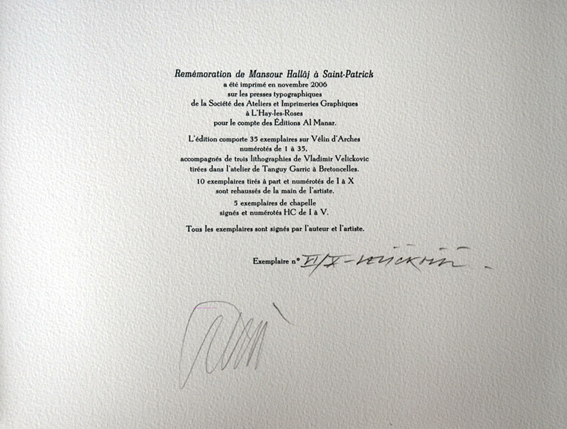 Remémoration de Mansour Hallâj à Saint-Patrick
a été imprimé en novembre 2006
sur les presses typographiques
de la Société des Ateliers et Imprimeries Graphiques
à L'Hay-les-Roses
pour le compte des Éditions Al Manar.
L'édition comporte 35 exemplaires sur Vélin d'Arches
numérotés de 1 à 35,
accompagnés de trois lithographies de Vladimir Velickovic
tirées dans l'atelier de Tanguy Garric à Bretoncelles.
10 exemplaires tirés à part et numérotés de I à X
sont rehaussés de la main de l'artiste.
5 exemplaires de chapelle
signés et numérotés HC de I à V.
Tous les exemplaires sont signés par l'auteur et l'artiste.
Exemplaire n° VI/X - Veličković